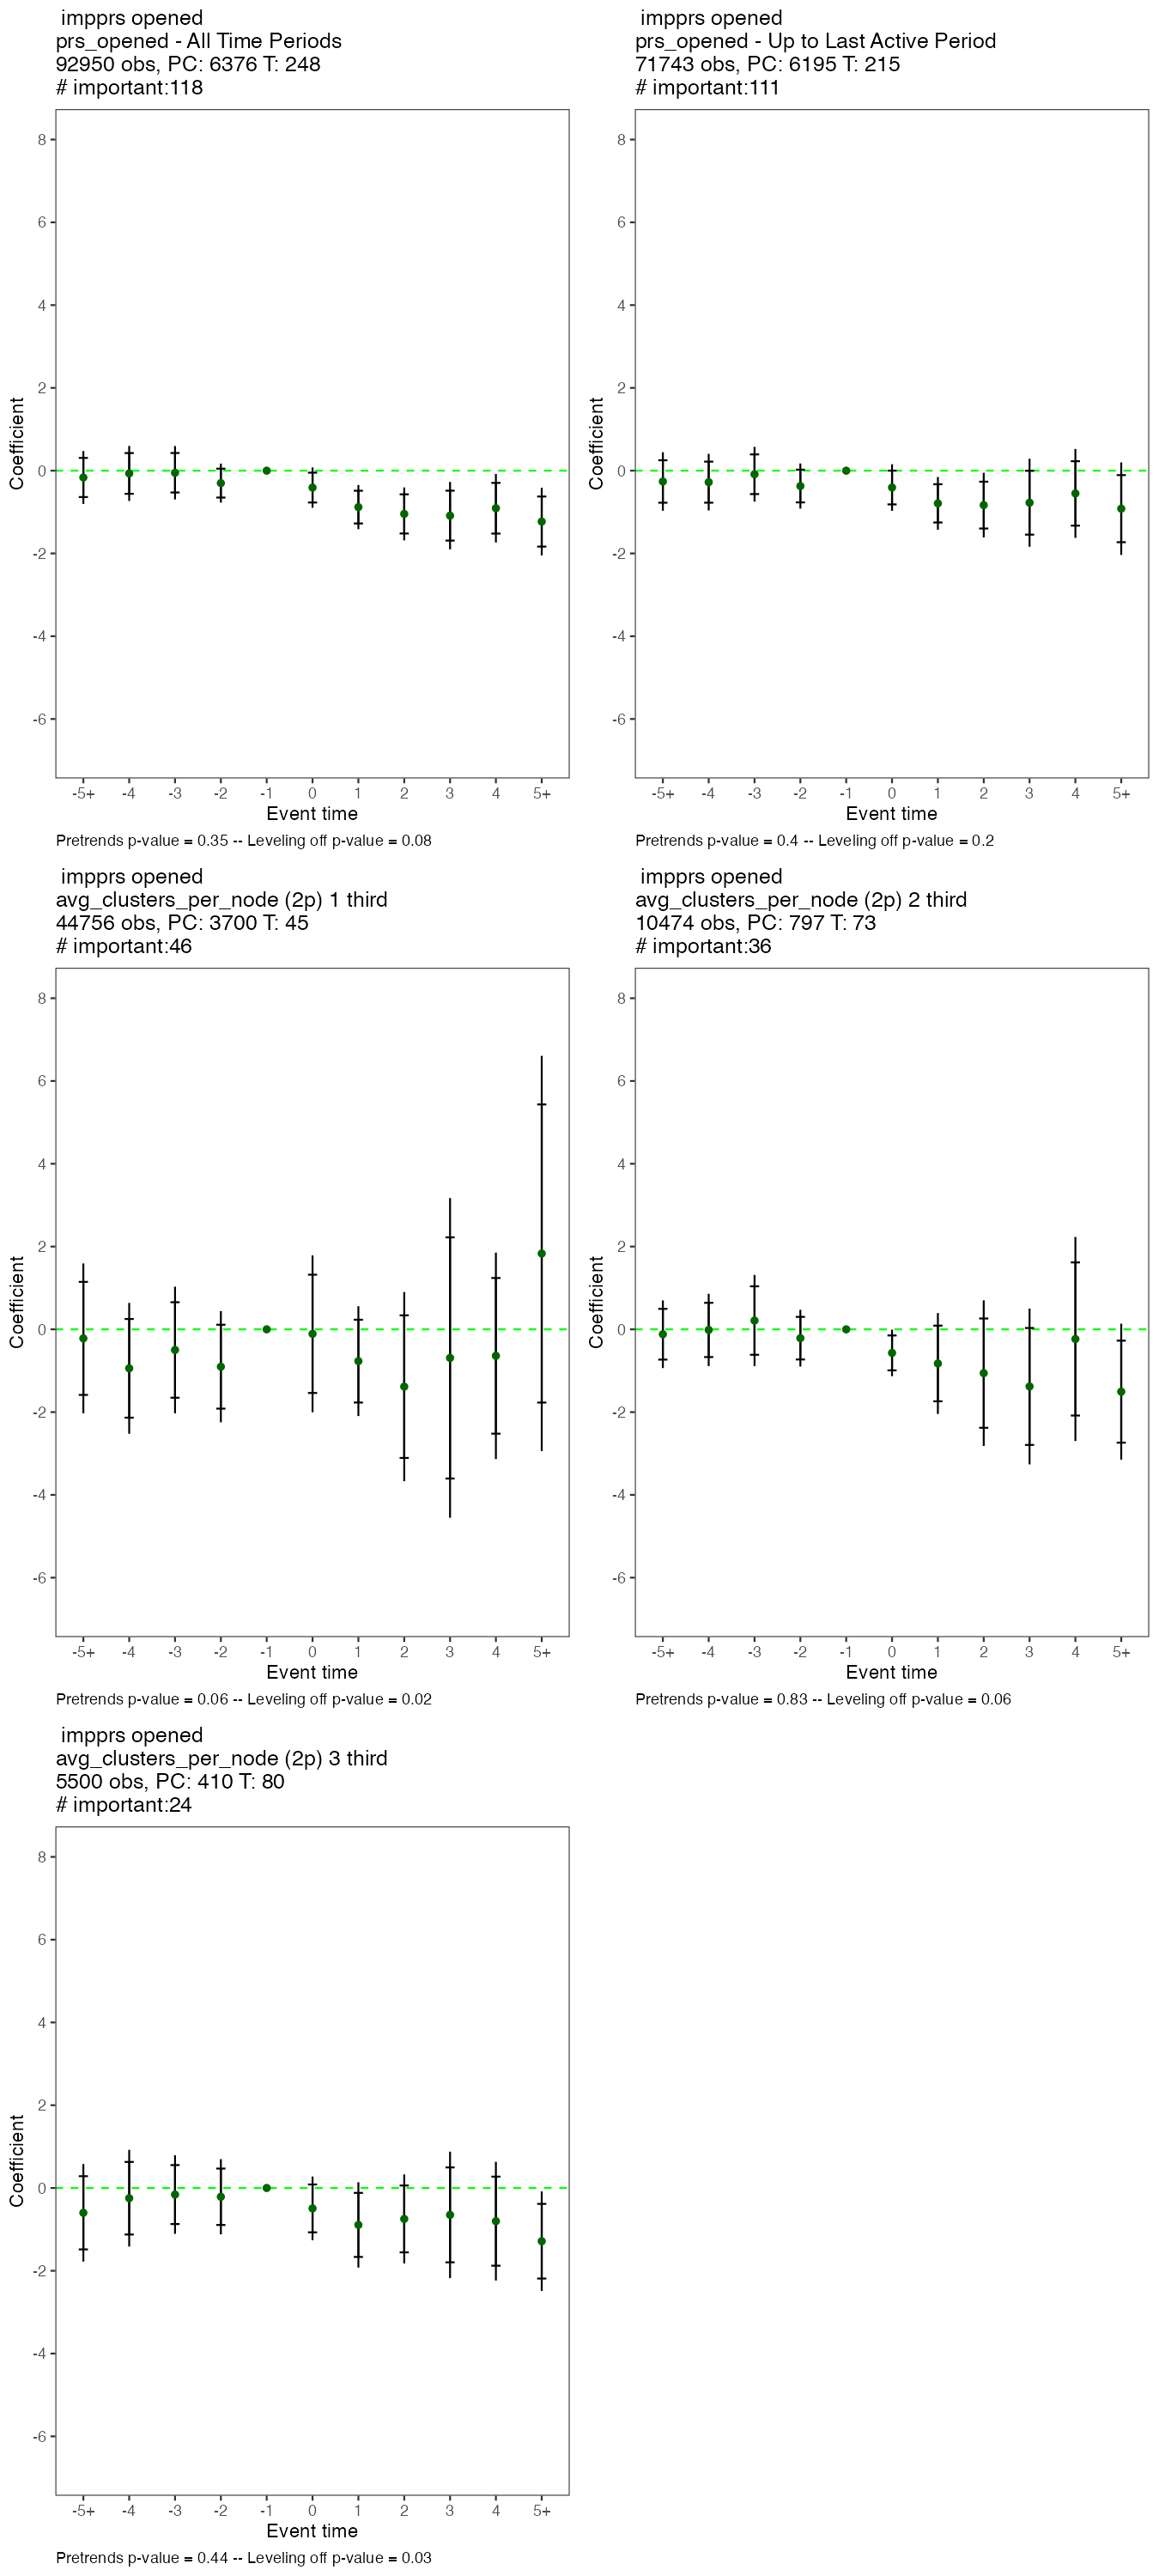 impprs opened
prs_opened - All Time Periods
92950 obs, PC: 6376 T: 248
# important:118
8
6
4
2
0
-2
-4
-6
Coefficient
-5+ -4 -3 -2 -1 0 1 2 3 4 5+
Event time
Pretrends p-value = 0.35 -- Leveling off p-value = 0.08
impprs opened
prs_opened - Up to Last Active Period
71743 obs, PC: 6195 T: 215
# important:111
8
6
4
2
0
-2
-4
-6
Coefficient
-5+ -4 -3 -2 -1 0 1 2 3 4 5+
Event time
Pretrends p-value = 0.4 -- Leveling off p-value = 0.2
impprs opened
avg_clusters_per_node (2p) 1 third
44756 obs, PC: 3700 T: 45
# important:46
8
6
4
2
0
-2
-4
-6
Coefficient
-5+ -4 -3 -2 -1 0 1 2 3 4 5+
Event time
Pretrends p-value = 0.06 -- Leveling off p-value = 0.02
impprs opened
avg_clusters_per_node (2p) 2 third
10474 obs, PC: 797 T: 73
# important:36
8
6
4
2
0
-2
-4
-6
Coefficient
-5+ -4 -3 -2 -1 0 1 2 3 4 5+
Event time
Pretrends p-value = 0.83 -- Leveling off p-value = 0.06
impprs opened
avg_clusters_per_node (2p) 3 third
5500 obs, PC: 410 T: 80
# important:24
8
6
4
2
0
-2
-4
-6
Coefficient
-5+ -4 -3 -2 -1 0 1 2 3 4 5+
Event time
Pretrends p-value = 0.44 -- Leveling off p-value = 0.03